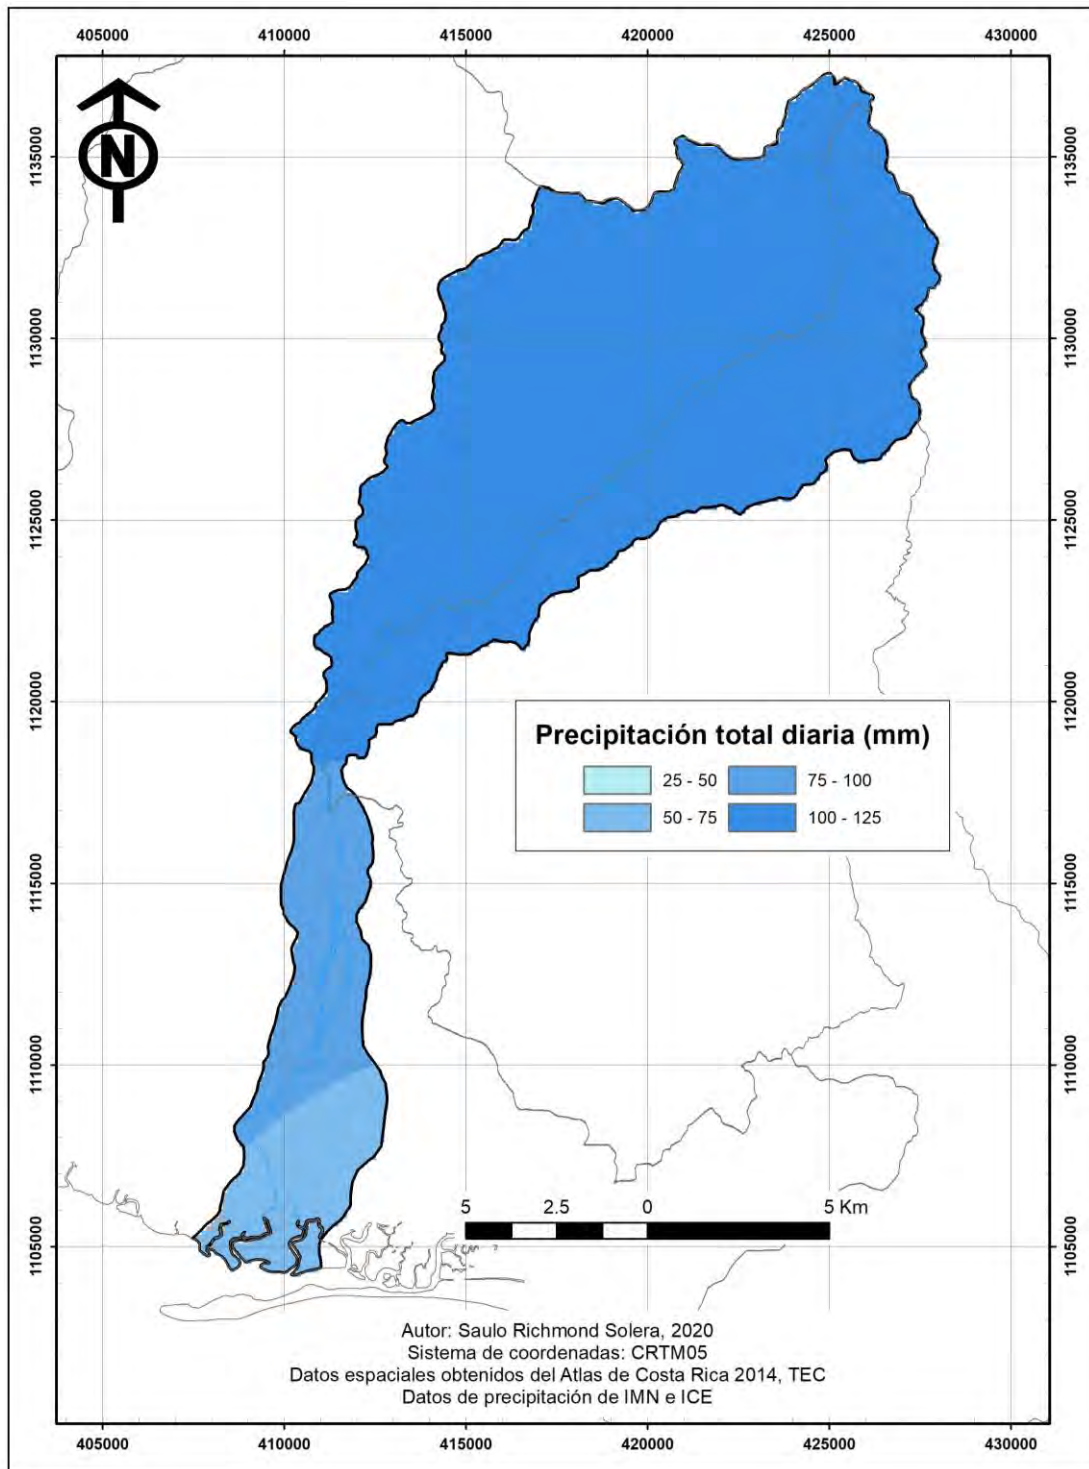 405000 410000 415000 420000 425000 430000
N
1135000 1135000
1130000 1130000
1125000 1125000
1120000 1120000
Precipitación total diaria (mm)
25 - 50 75 - 100
50 - 75 100 - 125
1115000 1115000
1110000 1110000
5 2.5 0 5 Km
1105000 1105000
Autor: Saulo Richmond Solera, 2020
Sistema de coordenadas: CRTM05
Datos espaciales obtenidos del Atlas de Costa Rica 2014, TEC
Datos de precipitación de IMN e ICE
405000 410000 415000 420000 425000 430000